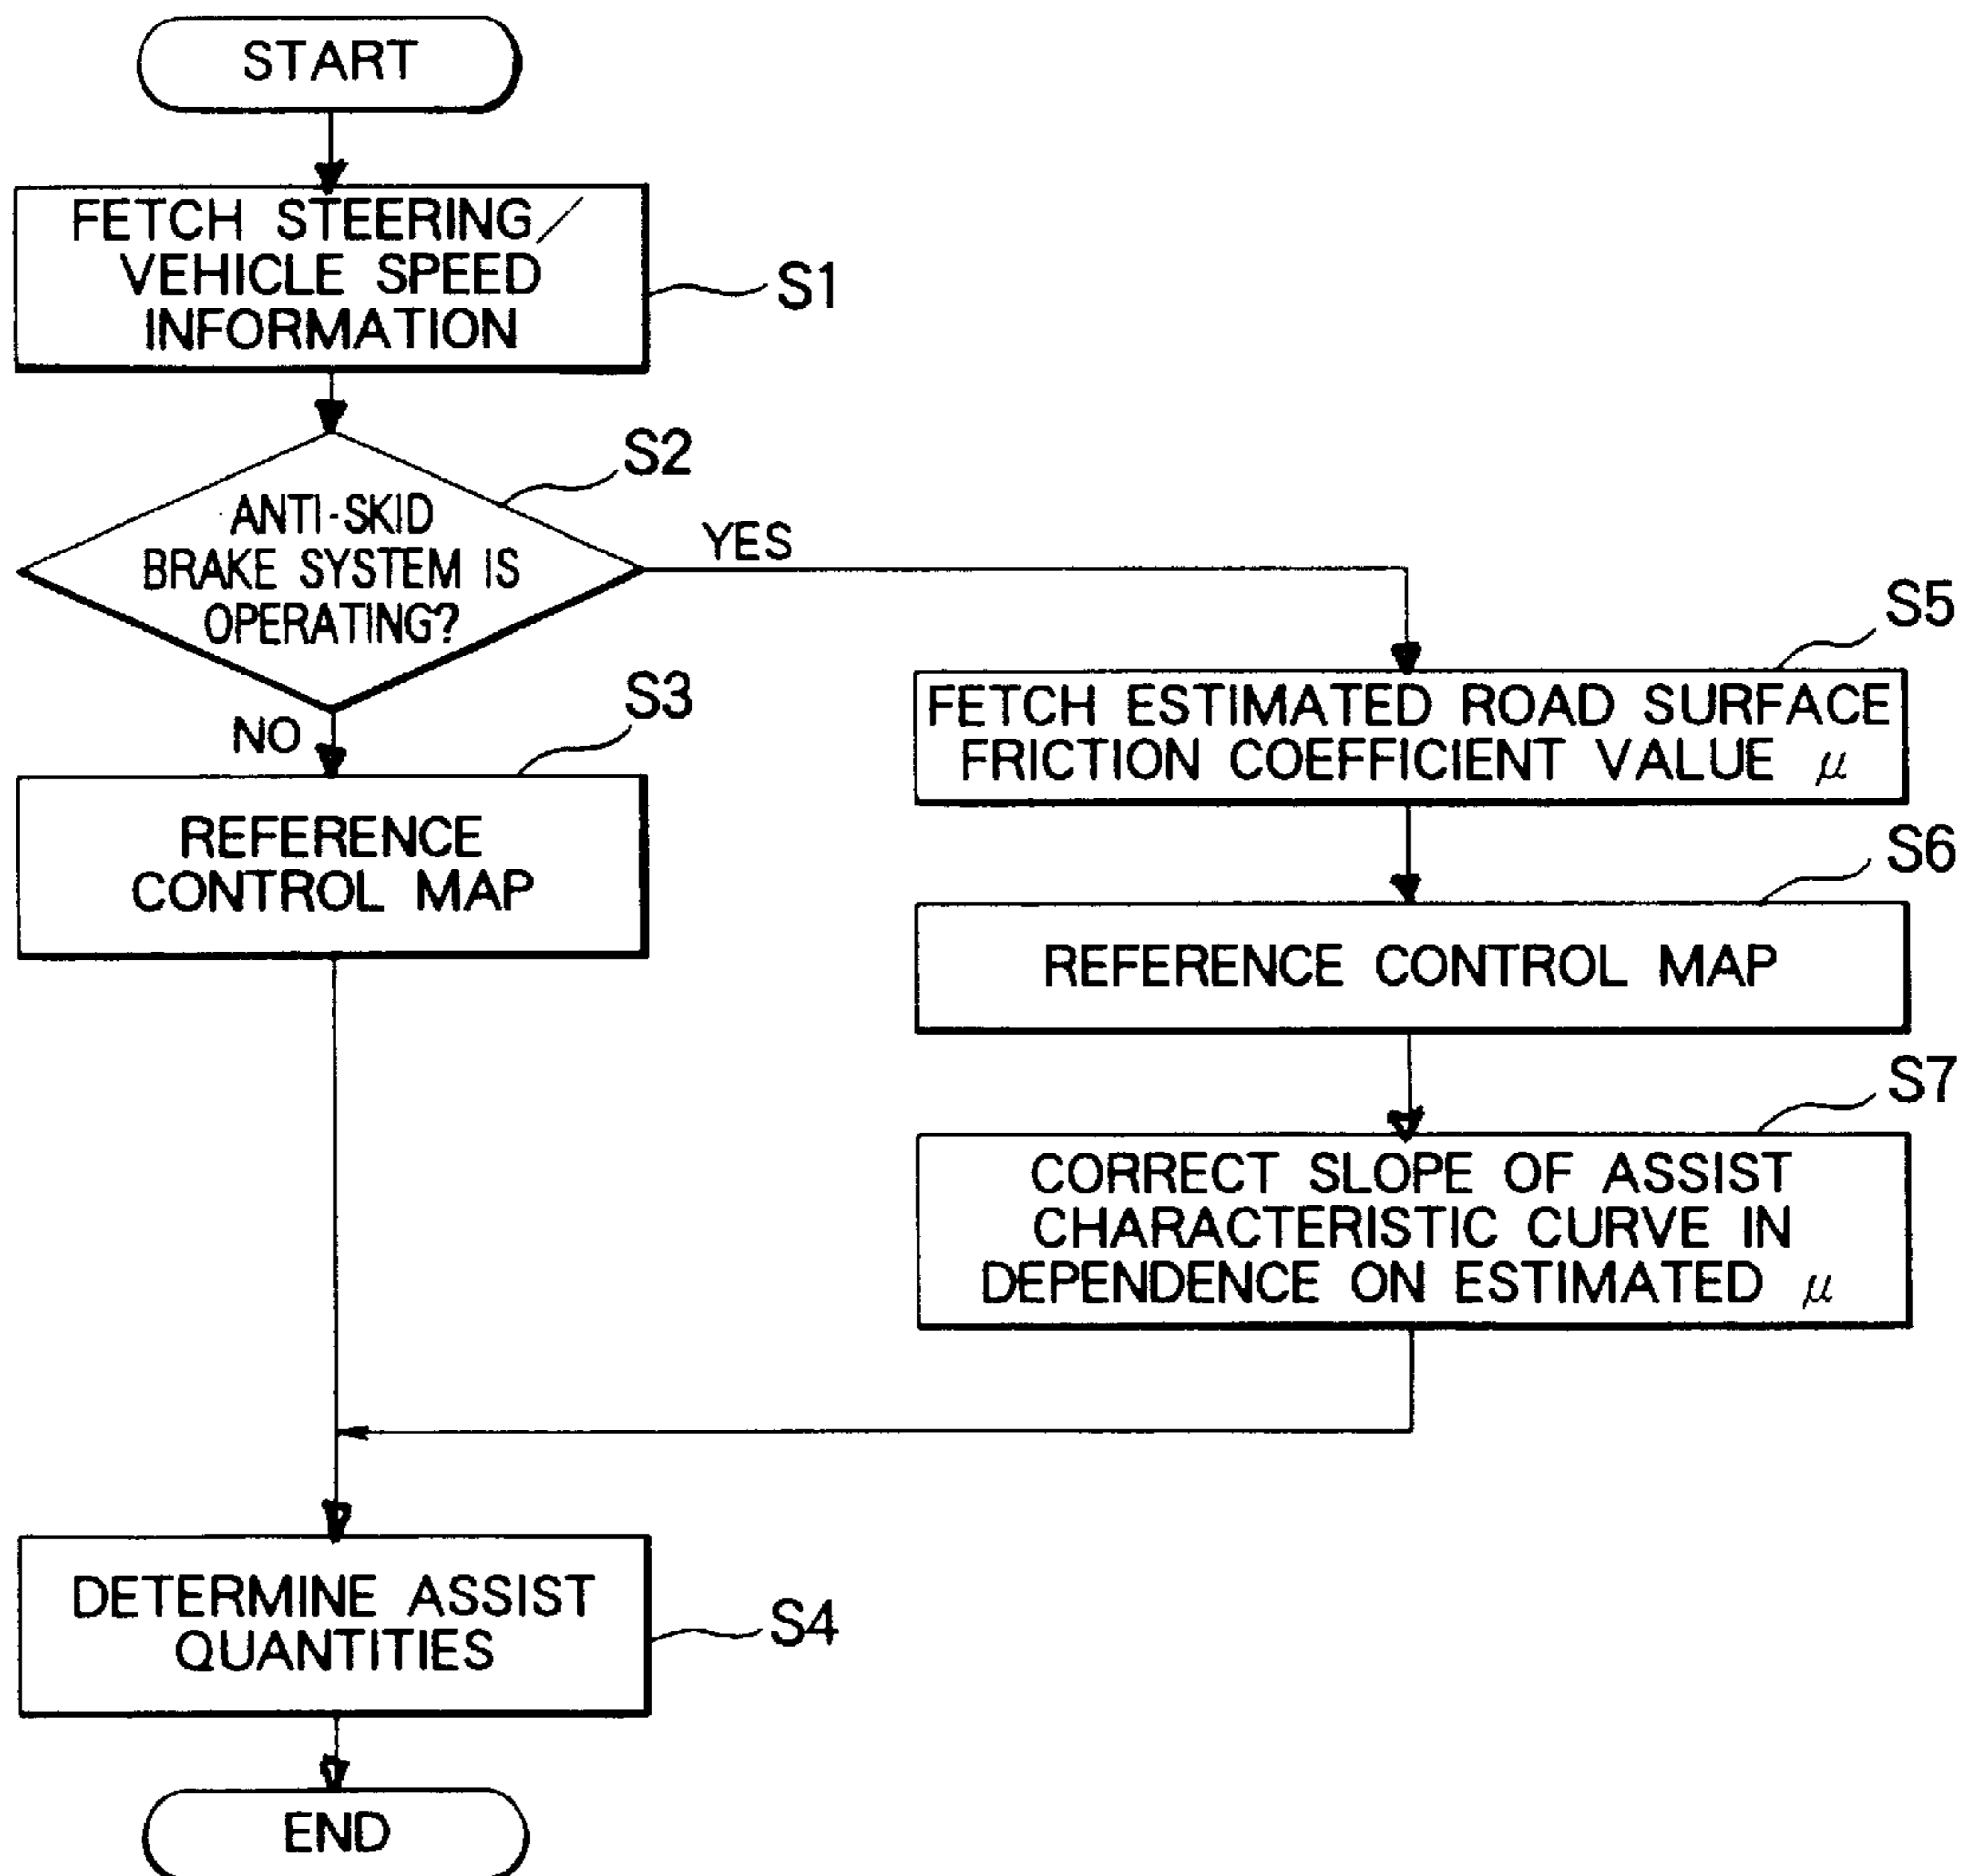 START
FETCH STEERING/
VEHICLE SPEED
INFORMATION
S1
S2
ANTI-SKID
BRAKE SYSTEM IS
OPERATING?
YES
NO
S3
REFERENCE
CONTROL MAP
S5
FETCH ESTIMATED ROAD SURFACE
FRICTION COEFFICIENT VALUE μ
S6
REFERENCE CONTROL MAP
S7
CORRECT SLOPE OF ASSIST
CHARACTERISTIC CURVE IN
DEPENDENCE ON ESTIMATED μ
DETERMINE ASSIST
QUANTITIES
S4
END